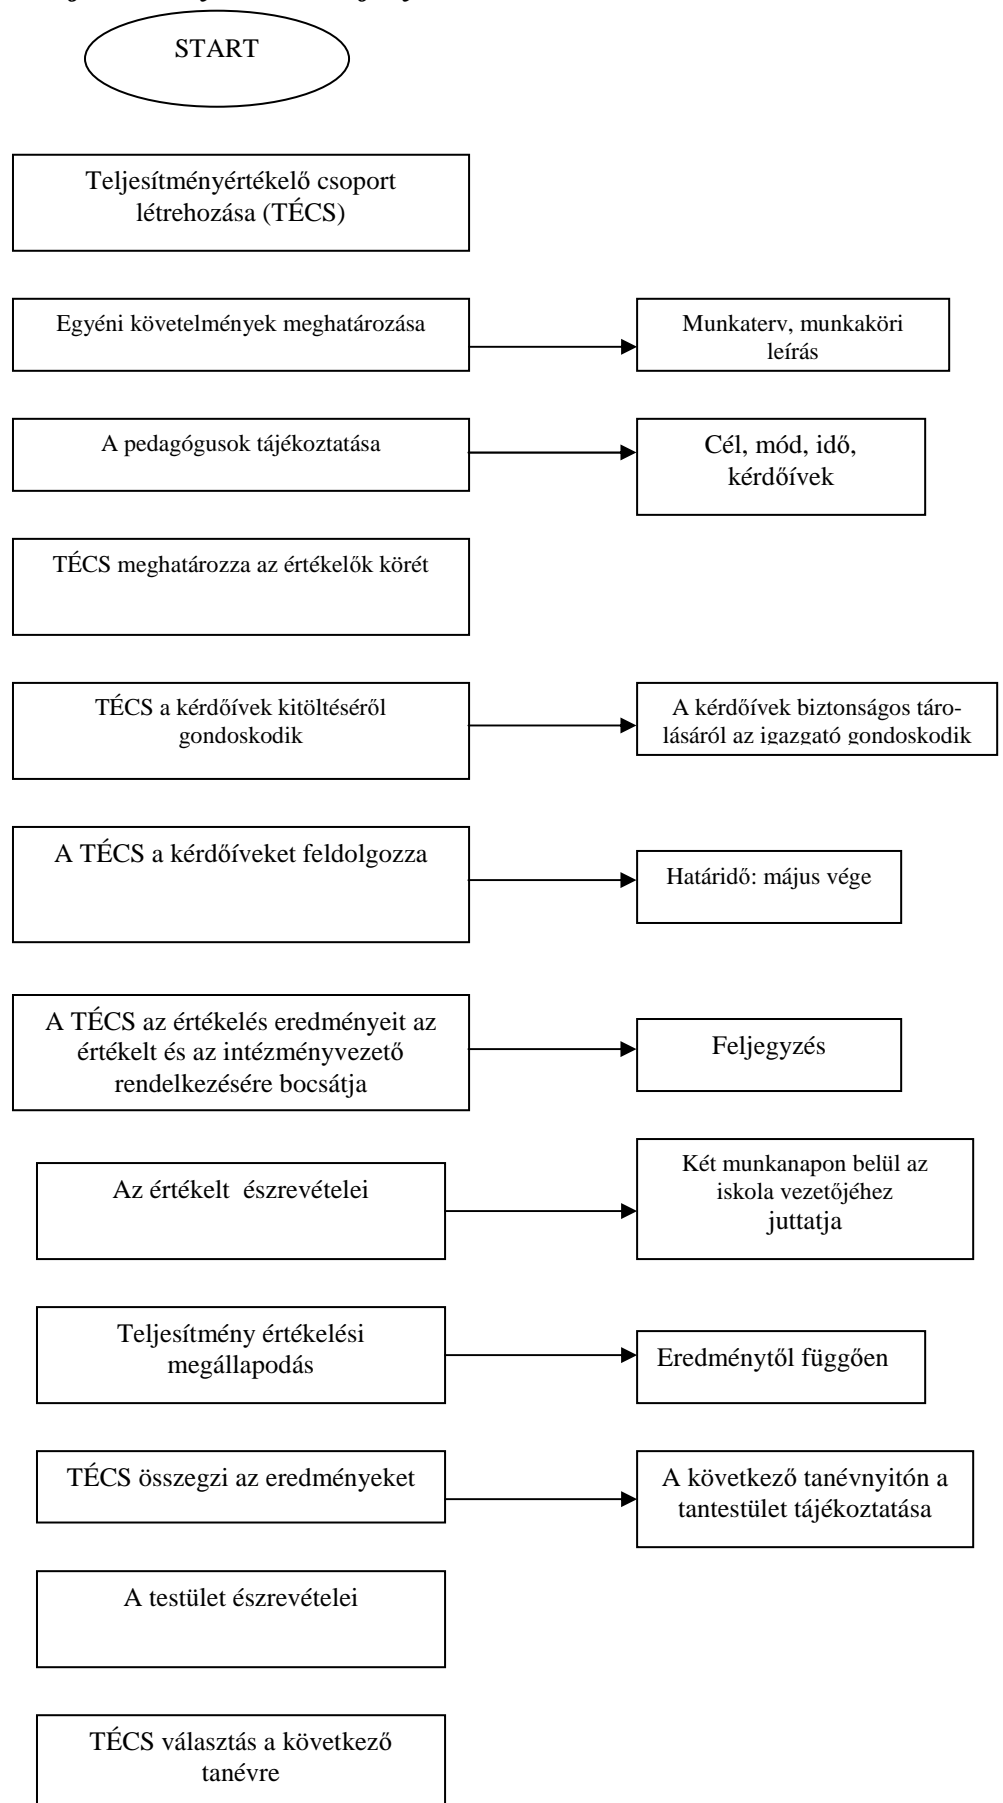 START
Teljesítményértékelő csoport
létrehozása (TÉCS)
Egyéni követelmények meghatározása
Munkaterv, munkaköri
leírás
A pedagógusok tájékoztatása
Cél, mód, idő,
kérdőívek
TÉCS meghatározza az értékelők körét
TÉCS a kérdőívek kitöltéséről
gondoskodik
A kérdőívek biztonságos táro-
lásáról az igazgató gondoskodik
A TÉCS a kérdőíveket feldolgozza
Határidő: május vége
A TÉCS az értékelés eredményeit az
értékelt és az intézményvezető
rendelkezésére bocsátja
Feljegyzés
Az értékelt észrevételei
Két munkanapon belül az
iskola vezetőjéhez
juttatja
Teljesítmény értékelési
megállapodás
Eredménytől függően
TÉCS összegzi az eredményeket
A következő tanévnyitón a
tantestület tájékoztatása
A testület észrevételei
TÉCS választás a következő
tanévre